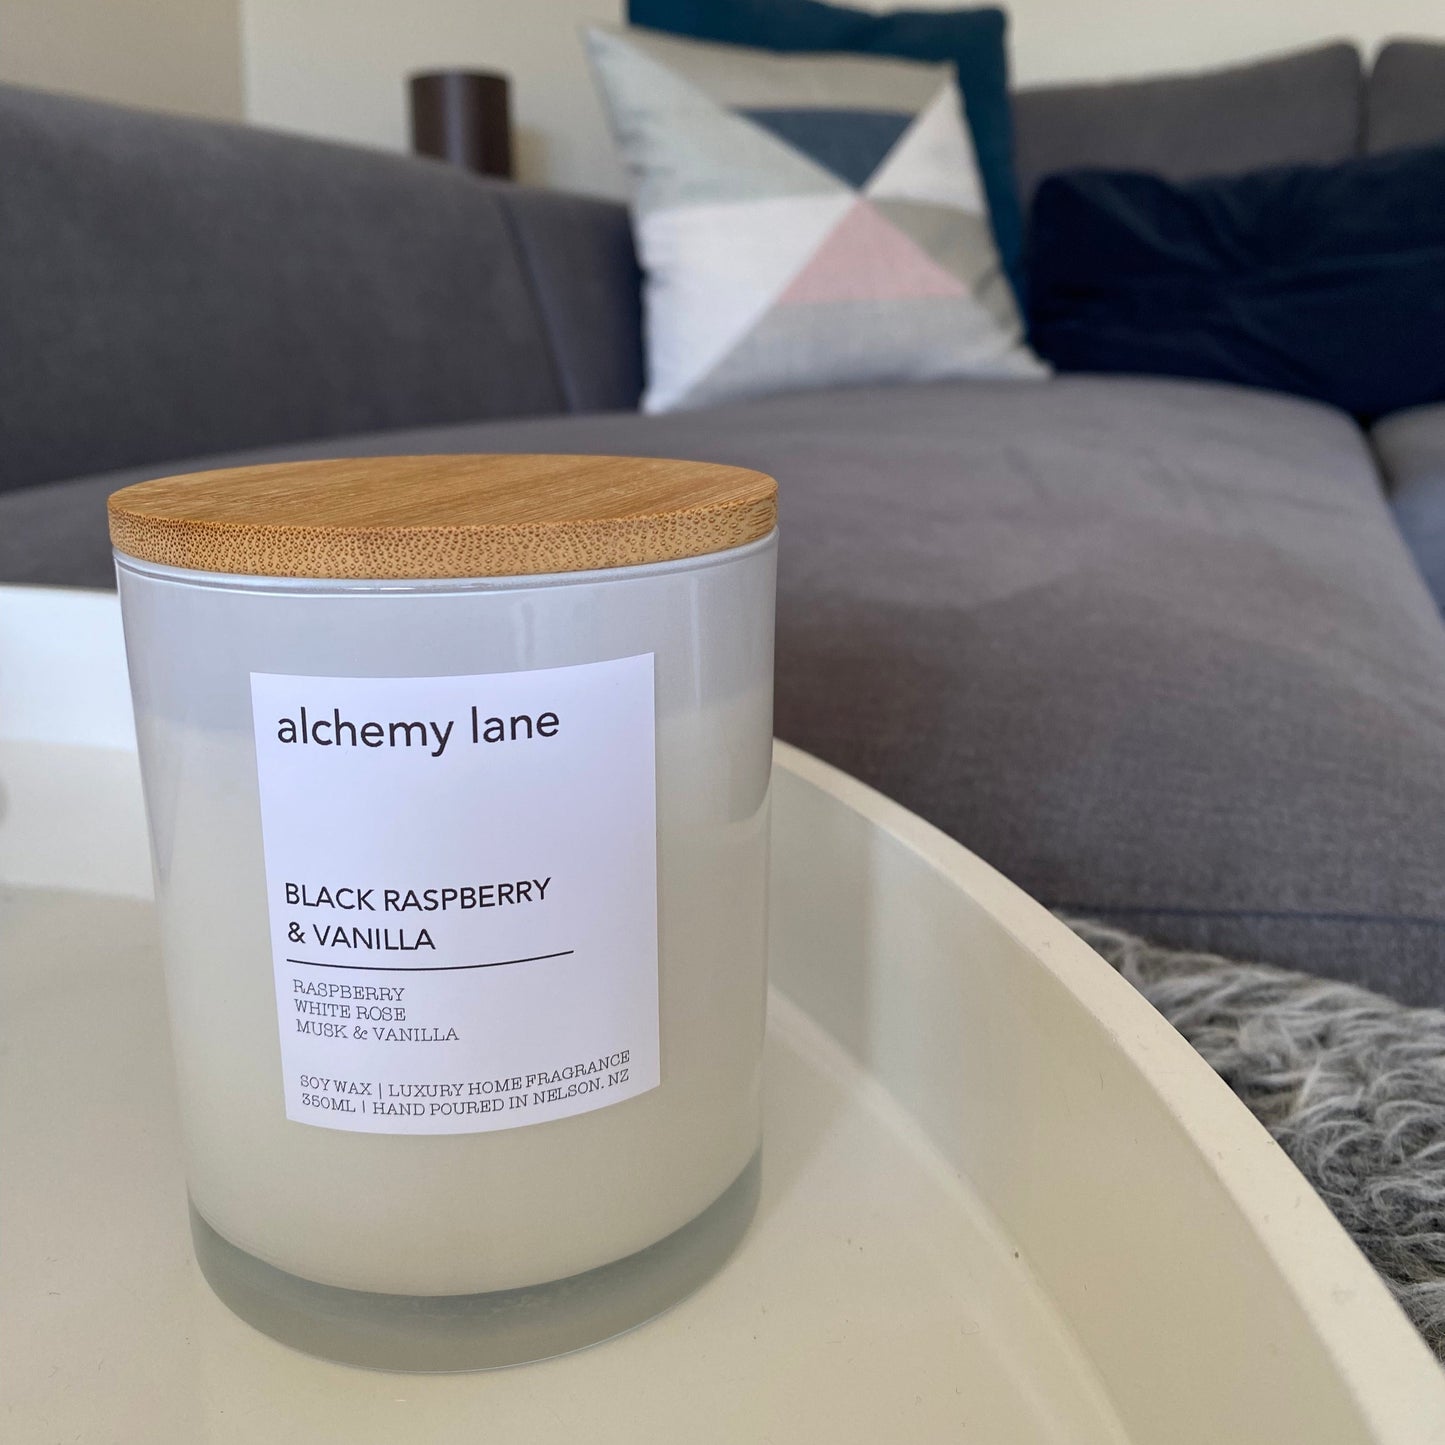 alchemy lane
BLACK RASPBERRY
& VANILLA
RASPBERRY
WHITE ROSE
MUSK & VANILLA
SOY WAX | LUXURY HOME FRAGRANCE
350ML | HAND POURED IN NELSON. NZ